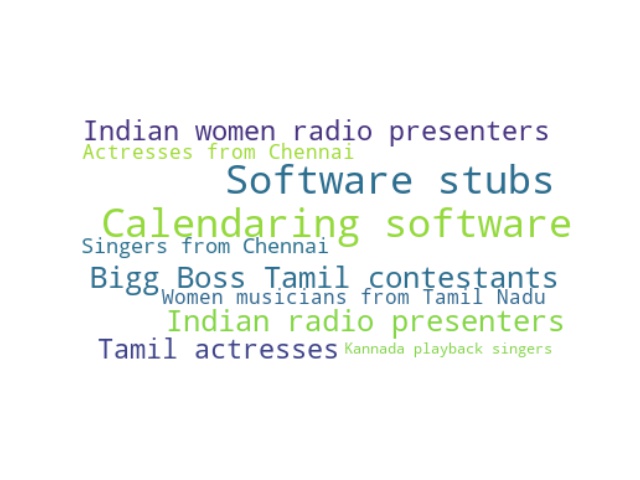 Indian women radio presenters
Actresses from Chennai
Software stubs
Calendaring software
Singers from Chennai
Bigg Boss Tamil contestants
Women musicians from Tamil Nadu
Indian radio presenters
Tamil actresses
Kannada playback singers